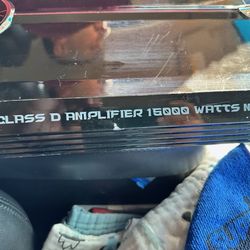 CLASS D AMPLIFIER 16000 WATTS